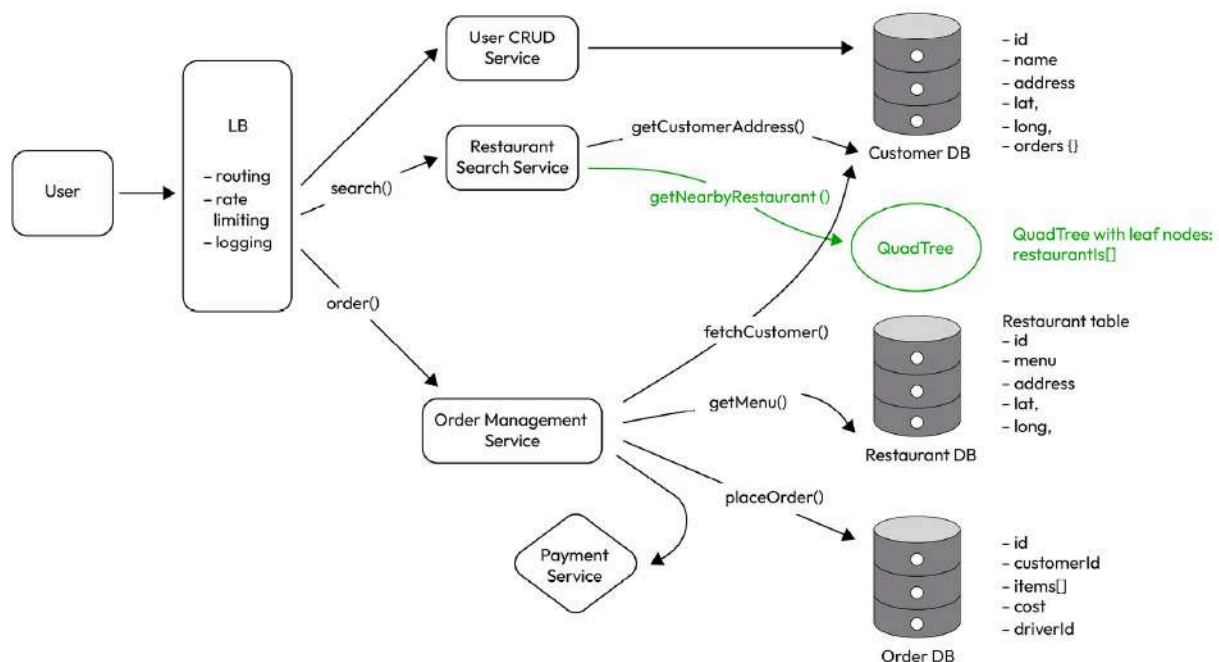 User
LB
– routing
– rate
limiting
– logging
search()
order()
User CRUD
Service
Restaurant
Search Service
getCustomerAddress()
getNearbyRestaurant ()
Order Management
Service
fetchCustomer()
getMenu()
placeOrder()
Payment
Service
Customer DB
– id
– name
– address
– lat,
– long,
– orders {}
QuadTree
QuadTree with leaf nodes:
restaurantIs[]
Restaurant table
– id
– menu
– address
– lat,
– long,
Restaurant DB
– id
– customerId
– items[]
– cost
– driverId
Order DB